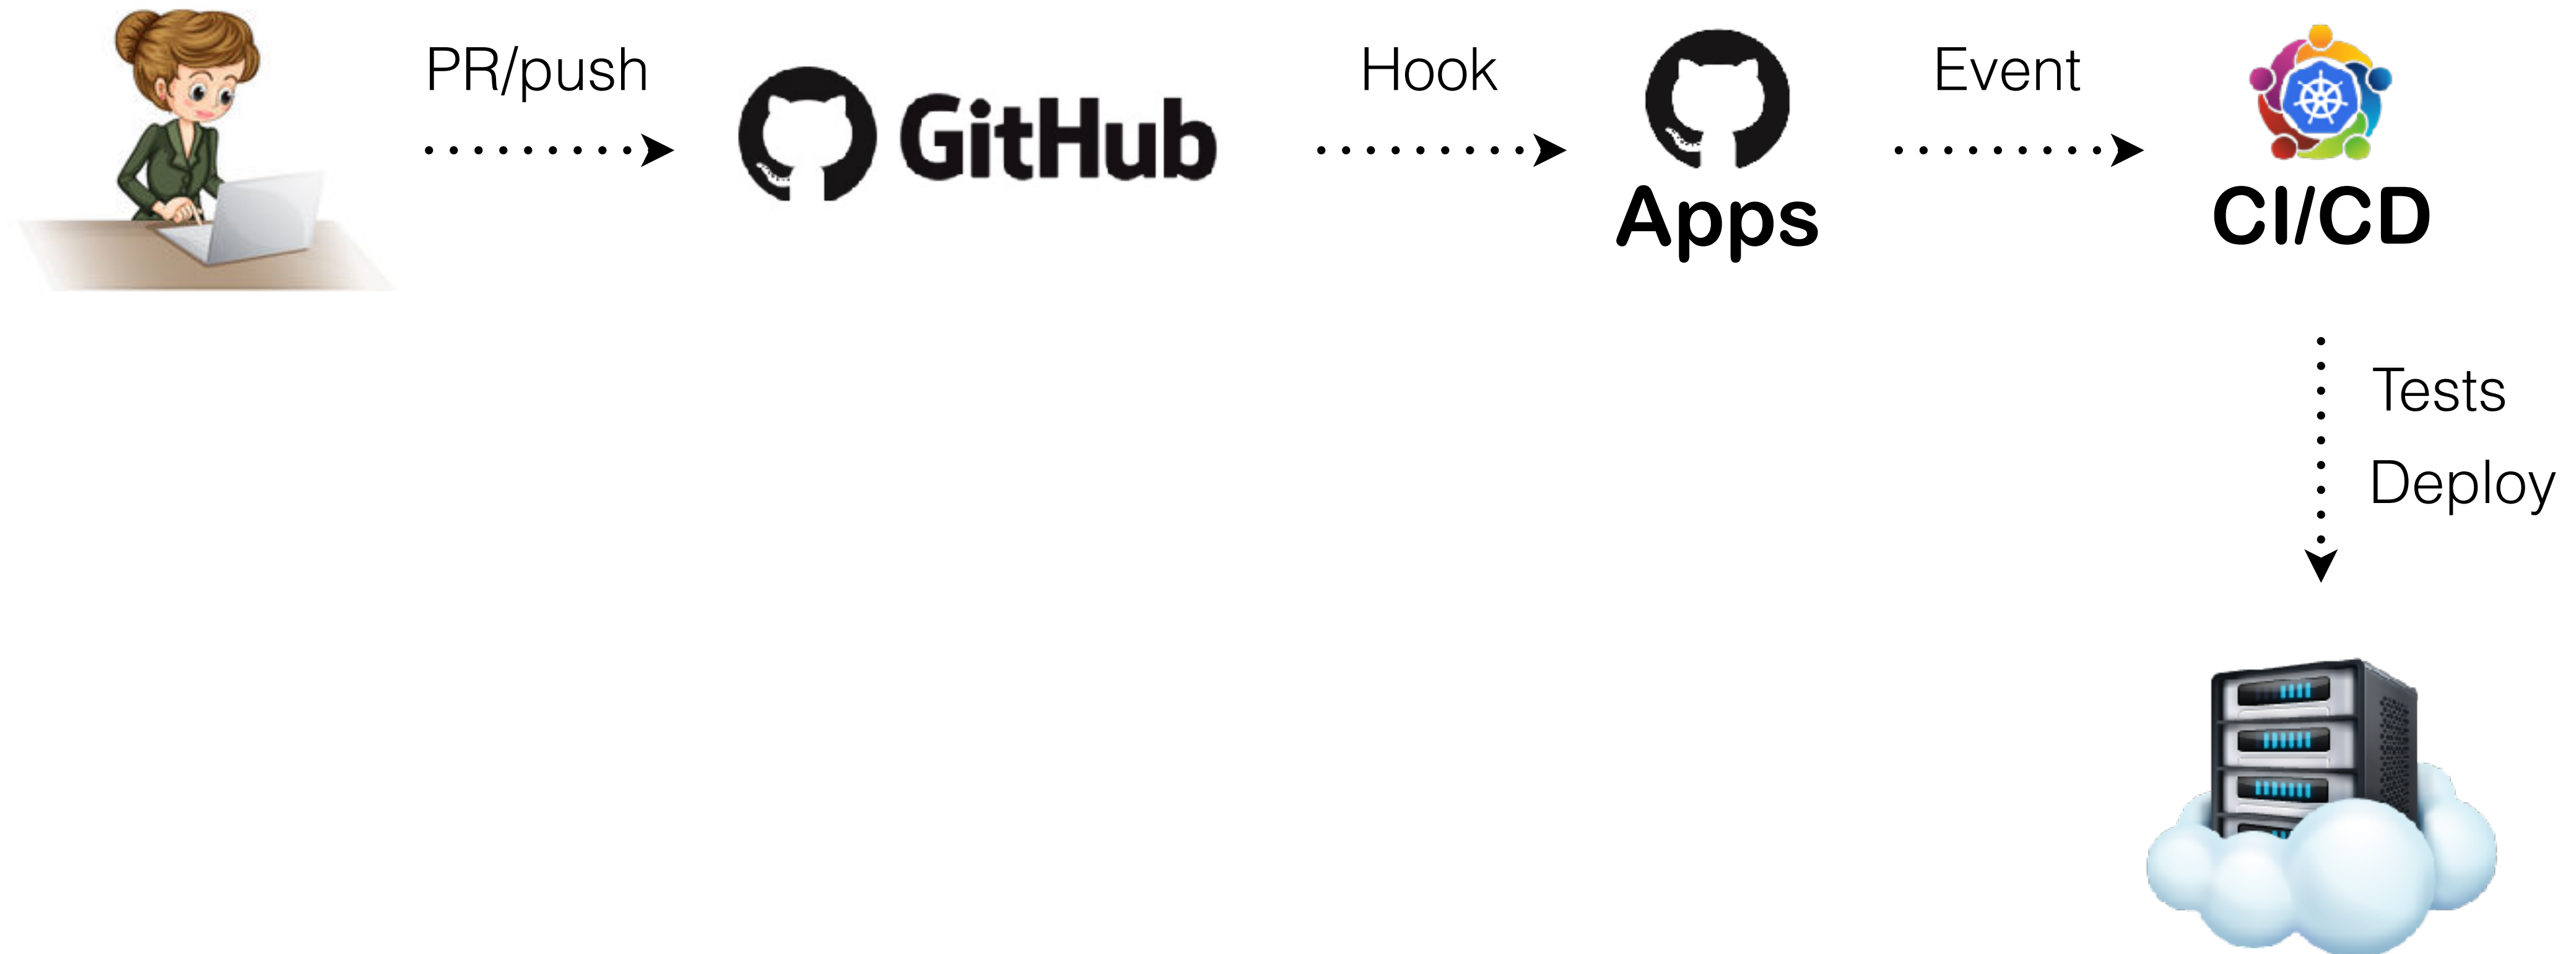 PR/push
GitHub
Hook
Apps
Event
CI/CD
Tests
Deploy